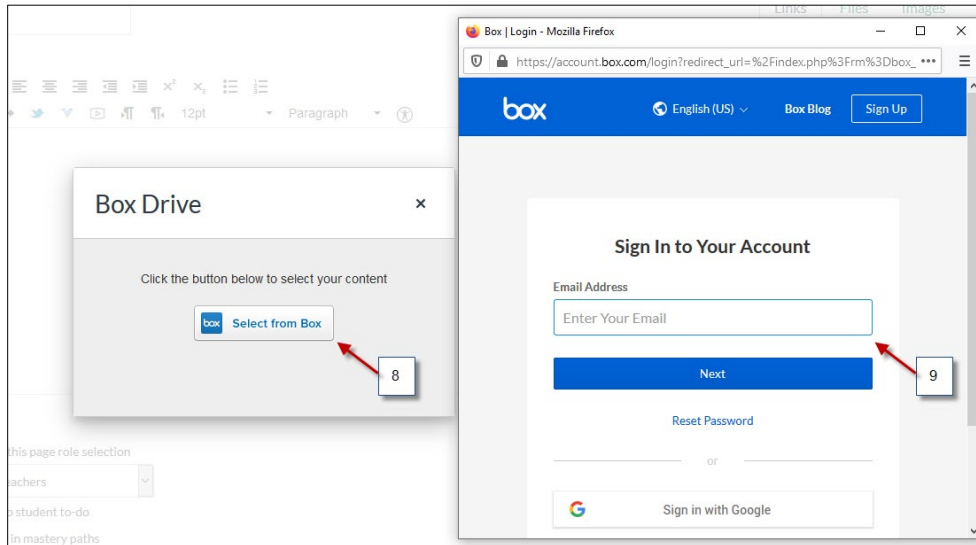 Links Files Images
12pt Paragraph
Box Drive ×
Click the button below to select your content
box Select from Box
8
this page role selection
eachers
o student to-do
in mastery paths
Box | Login - Mozilla Firefox
https://account.box.com/login?redirect_url=%2Findex.php%3Frm%3Dbox_
box English (US) Box Blog Sign Up
Sign In to Your Account
Email Address
Enter Your Email
9
Next
Reset Password
or
G Sign in with Google